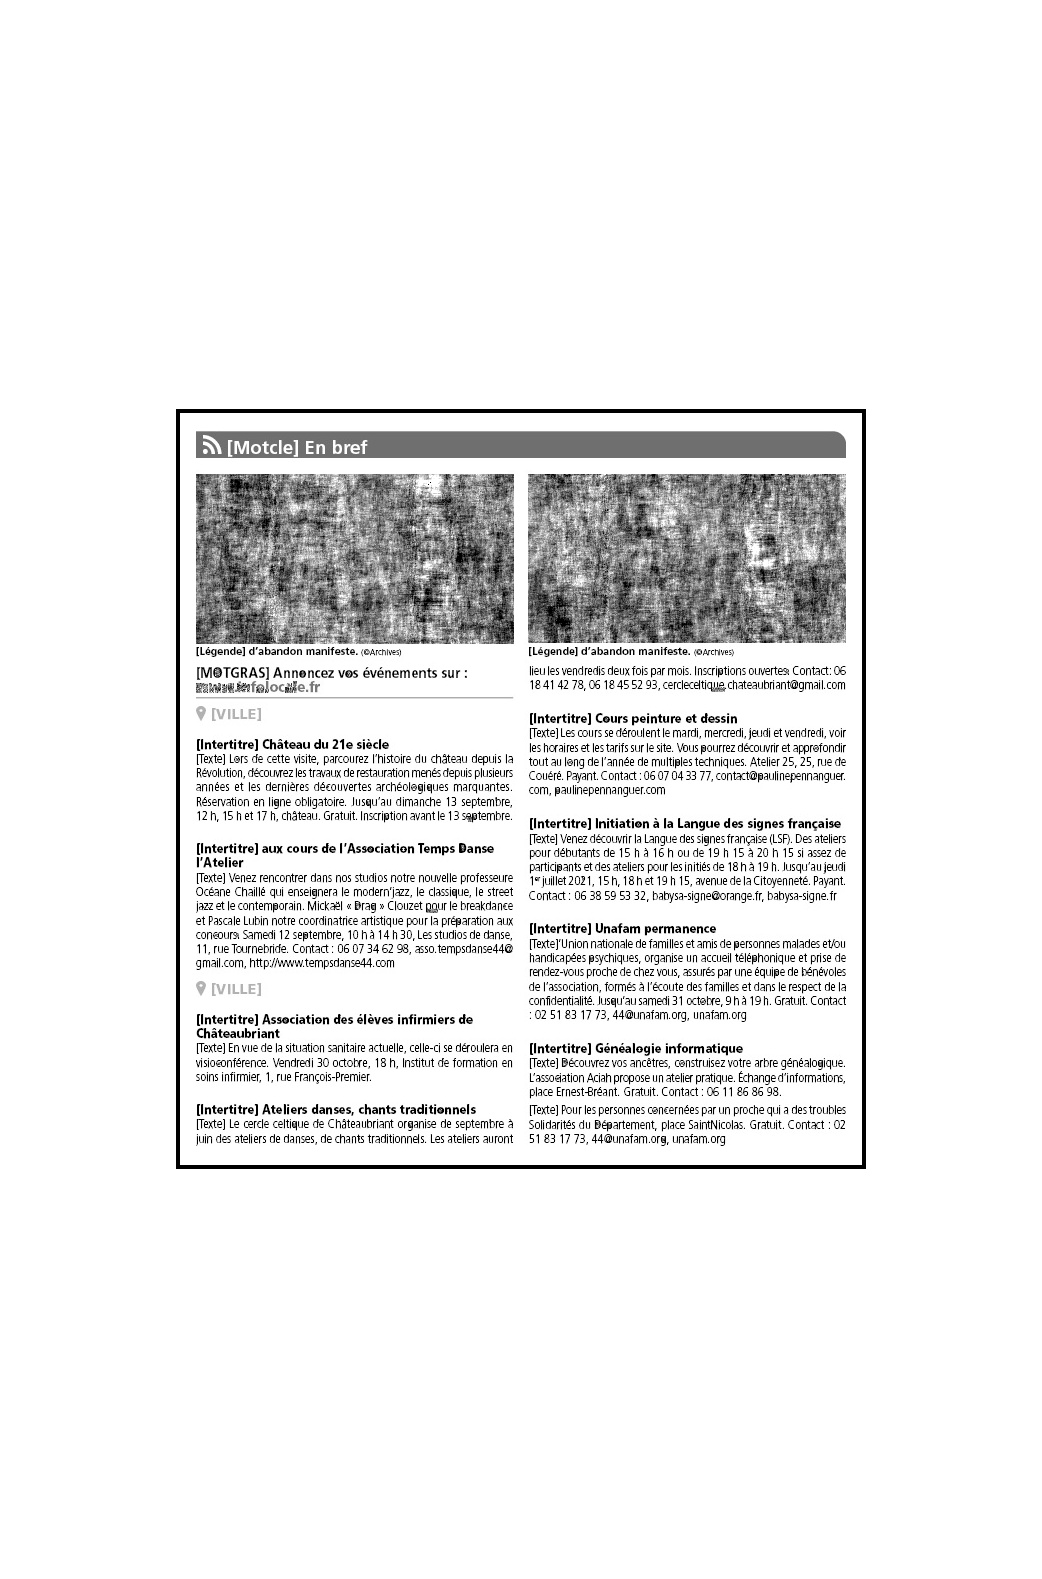 [Motcle] En bref
[Légende] d’abandon manifeste. (©Archives)
[MOTGRAS] Annoncez vos événements sur :
[VILLE]
[Intertitre] Château du 21e siècle
[Texte] Lors de cette visite, parcourez l’histoire du château depuis la
Révolution, découvrez les travaux de restauration menés depuis plusieurs
années et les dernières découvertes archéologiques marquantes.
Réservation en ligne obligatoire. Jusqu’au dimanche 13 septembre,
12 h, 15 h et 17 h, château. Gratuit. Inscription avant le 13 septembre.
[Intertitre] aux cours de l’Association Temps Danse
l’Atelier
[Texte] Venez rencontrer dans nos studios notre nouvelle professeure
Océane Chaillé qui enseignera le modern’jazz, le classique, le street
jazz et le contemporain. Mickaël « Drag » Clouzet pour le breakdance
et Pascale Lubin notre coordinatrice artistique pour la préparation aux
concours. Samedi 12 septembre, 10 h à 14 h 30, Les studios de danse,
11, rue Tournebride. Contact : 06 07 34 62 98, asso.tempsdanse44@
gmail.com, http://www.tempsdanse44.com
[VILLE]
[Intertitre] Association des élèves infirmiers de
Châteaubriant
[Texte] En vue de la situation sanitaire actuelle, celle-ci se déroulera en
visioconférence. Vendredi 30 octobre, 18 h, Institut de formation en
soins infirmier, 1, rue François-Premier.
[Intertitre] Ateliers danses, chants traditionnels
[Texte] Le cercle celtique de Châteaubriant organise de septembre à
juin des ateliers de danses, de chants traditionnels. Les ateliers auront
[Légende] d’abandon manifeste. (©Archives)
lieu les vendredis deux fois par mois. Inscriptions ouvertes. Contact: 06
18 41 42 78, 06 18 45 52 93, cercleceltique.chateaubriant@gmail.com
[Intertitre] Cours peinture et dessin
[Texte] Les cours se déroulent le mardi, mercredi, jeudi et vendredi, voir
les horaires et les tarifs sur le site. Vous pourrez découvrir et approfondir
tout au long de l’année de multiples techniques. Atelier 25, 25, rue de
Couéré. Payant. Contact : 06 07 04 33 77, contact@paulinepennanguer.
com, paulinepennanguer.com
[Intertitre] Initiation à la Langue des signes française
[Texte] Venez découvrir la Langue des signes française (LSF). Des ateliers
pour débutants de 15 h à 16 h ou de 19 h 15 à 20 h 15 si assez de
participants et des ateliers pour les initiés de 18 h à 19 h. Jusqu’au jeudi
1er juillet 2021, 15 h, 18 h et 19 h 15, avenue de la Citoyenneté. Payant.
Contact : 06 38 59 53 32, babysa-signe@orange.fr, babysa-signe.fr
[Intertitre] Unafam permanence
[Texte]’Union nationale de familles et amis de personnes malades et/ou
handicapées psychiques, organise un accueil téléphonique et prise de
rendez-vous proche de chez vous, assurés par une équipe de bénévoles
de l’association, formés à l’écoute des familles et dans le respect de la
confidentialité. Jusqu’au samedi 31 octobre, 9 h à 19 h. Gratuit. Contact
: 02 51 83 17 73, 44@unafam.org, unafam.org
[Intertitre] Généalogie informatique
[Texte] Découvrez vos ancêtres, construisez votre arbre généalogique.
L’association Aciah propose un atelier pratique. Échange d’informations,
place Ernest-Bréant. Gratuit. Contact : 06 11 86 86 98.
[Texte] Pour les personnes concernées par un proche qui a des troubles
Solidarités du Département, place SaintNicolas. Gratuit. Contact : 02
51 83 17 73, 44@unafam.org, unafam.org